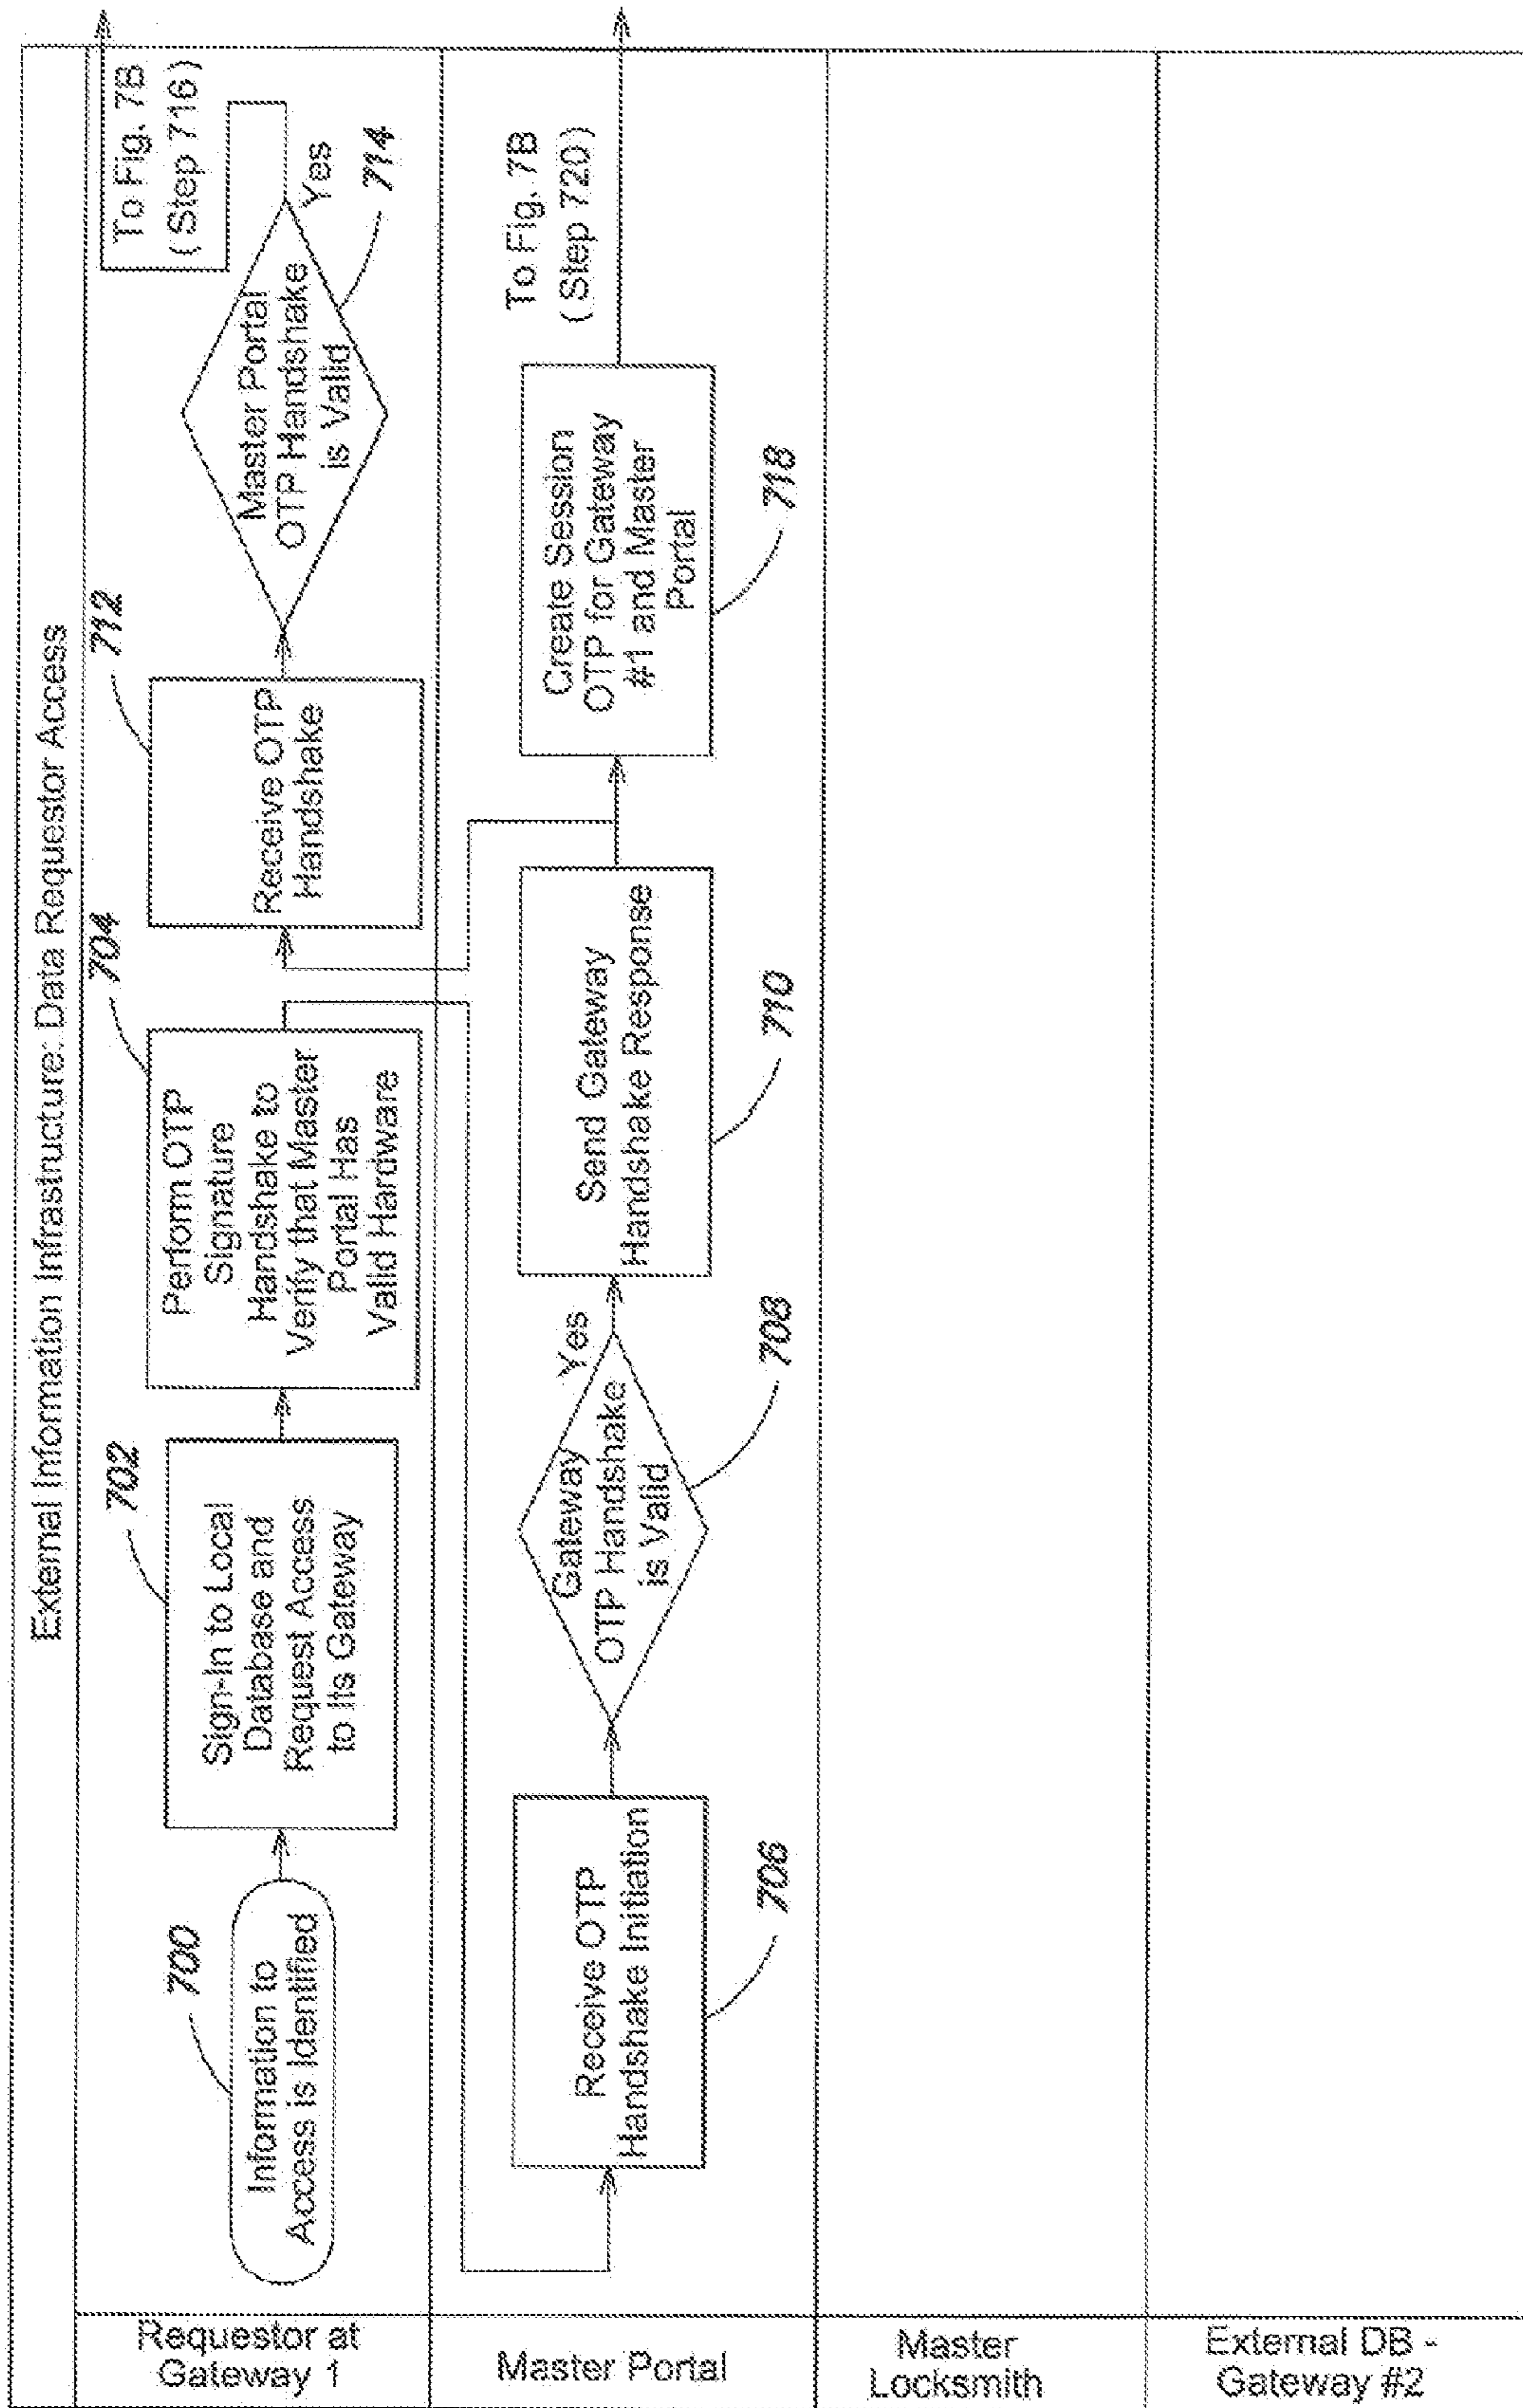 External Information Infrastructure: Data Requestor Access
Requestor at
Gateway 1
700
Information to
Access is Identified
702
Sign-In to Local
Database and
Request Access
to Its Gateway
704
Perform OTP
Signature
Handshake to
Verify that Master
Portal Has
Valid Hardware
712
Receive OTP
Handshake
Master Portal
OTP Handshake
is Valid
714
Yes
To Fig. 7B
(Step 716)
Master Portal
Receive OTP
Handshake Initiation
706
Gateway
OTP Handshake
is Valid
708
Yes
Send Gateway
Handshake Response
710
Create Session
OTP for Gateway
#1 and Master
Portal
718
To Fig. 7B
(Step 720)
Master
Locksmith
External DB -
Gateway #2